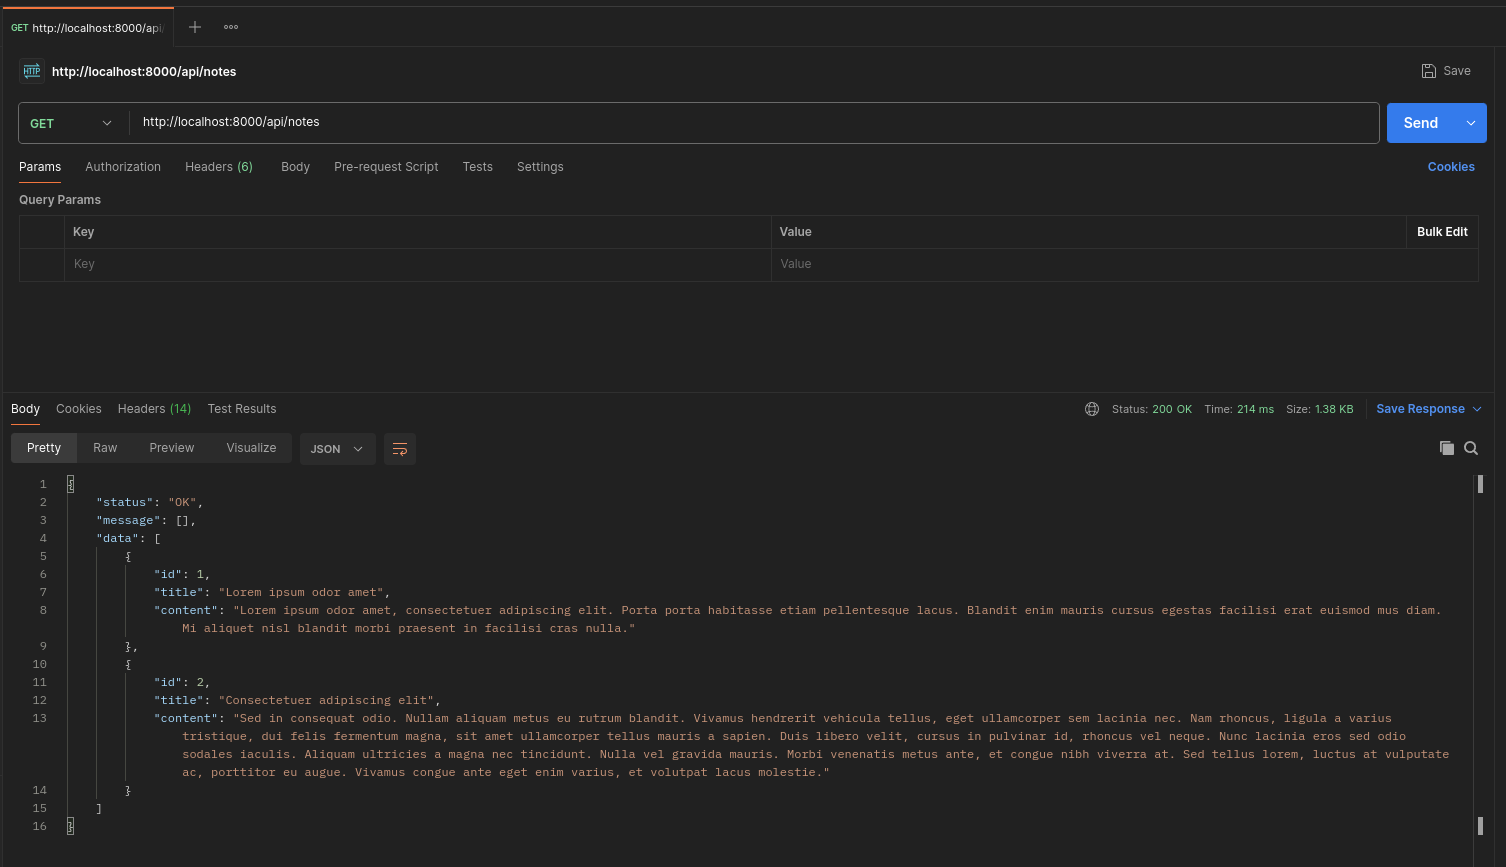 GET http://localhost:8000/api/
HTTP http://localhost:8000/api/notes
Save
GET http://localhost:8000/api/notes
Send
Params Authorization Headers (6) Body Pre-request Script Tests Settings
Cookies
Query Params
Key Value Bulk Edit
Key Value
Body Cookies Headers (14) Test Results
Status: 200 OK Time: 214 ms Size: 1.38 KB Save Response
Pretty Raw Preview Visualize JSON
1 {
2 "status": "OK",
3 "message": [],
4 "data": [
5 {
6 "id": 1,
7 "title": "Lorem ipsum odor amet",
8 "content": "Lorem ipsum odor amet, consectetuer adipiscing elit. Porta porta habitasse etiam pellentesque lacus. Blandit enim mauris cursus egestas facilisi erat euismod mus diam.
Mi aliquet nisl blandit morbi praesent in facilisi cras nulla."
9 },
10 {
11 "id": 2,
12 "title": "Consectetuer adipiscing elit",
13 "content": "Sed in consequat odio. Nullam aliquam metus eu rutrum blandit. Vivamus hendrerit vehicula tellus, eget ullamcorper sem lacinia nec. Nam rhoncus, ligula a varius
tristique, dui felis fermentum magna, sit amet ullamcorper tellus mauris a sapien. Duis libero velit, cursus in pulvinar id, rhoncus vel neque. Nunc lacinia eros sed odio
sodales iaculis. Aliquam ultricies a magna nec tincidunt. Nulla vel gravida mauris. Morbi venenatis metus ante, et congue nibh viverra at. Sed tellus lorem, luctus at vulputate
ac, porttitor eu augue. Vivamus congue ante eget enim varius, et volutpat lacus molestie."
14 }
15 ]
16 }